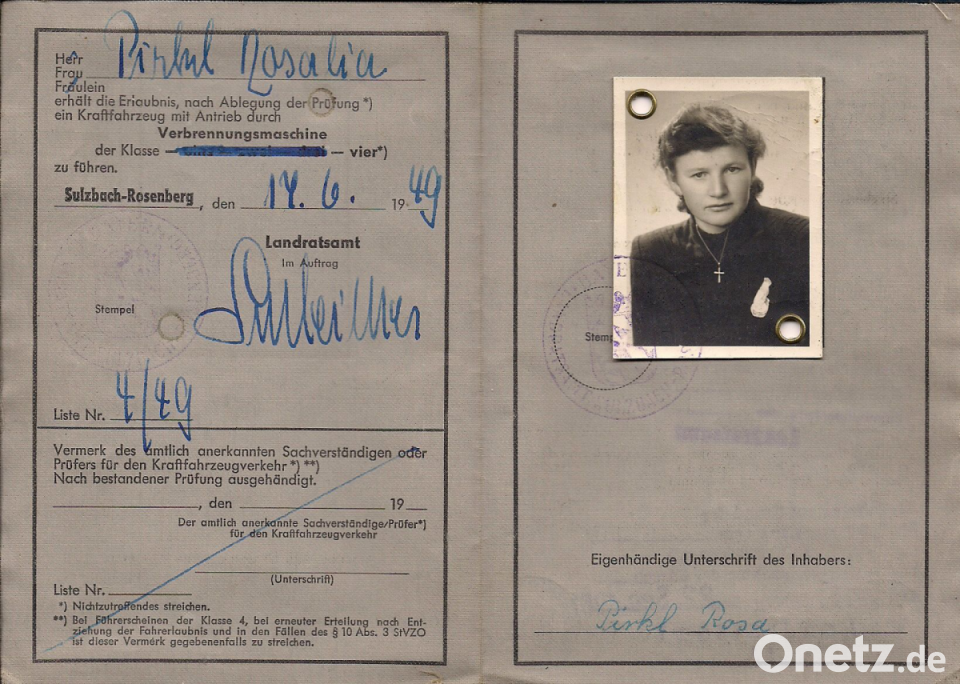 Herr
Frau Pirkl Rosalia
Fräulein
erhält die Erlaubnis, nach Ablegung der Prüfung *)
ein Kraftfahrzeug mit Antrieb durch
Verbrennungsmaschine
der Klasse — — vier*)
zu führen.
Sulzbach-Rosenberg, den 14. 6. 1949
Landratsamt
Im Auftrag
Stempel
Liste Nr. 4/49
Vermerk des amtlich anerkannten Sachverständigen oder
Prüfers für den Kraftfahrzeugverkehr *) **)
Nach bestandener Prüfung ausgehändigt.
, den 19
Der amtlich anerkannte Sachverständige/Prüfer*)
für den Kraftfahrzeugverkehr
(Unterschrift)
Liste Nr.
*) Nichtzutreffendes streichen.
**) Bei Führerscheinen der Klasse 4, bei erneuter Erteilung nach Ent-
ziehung der Fahrerlaubnis und in den Fällen des § 10 Abs. 3 StVZO
ist dieser Vermerk gegebenenfalls zu streichen.
Stemp
Eigenhändige Unterschrift des Inhabers:
Pirkl Rosa
Onetz.de